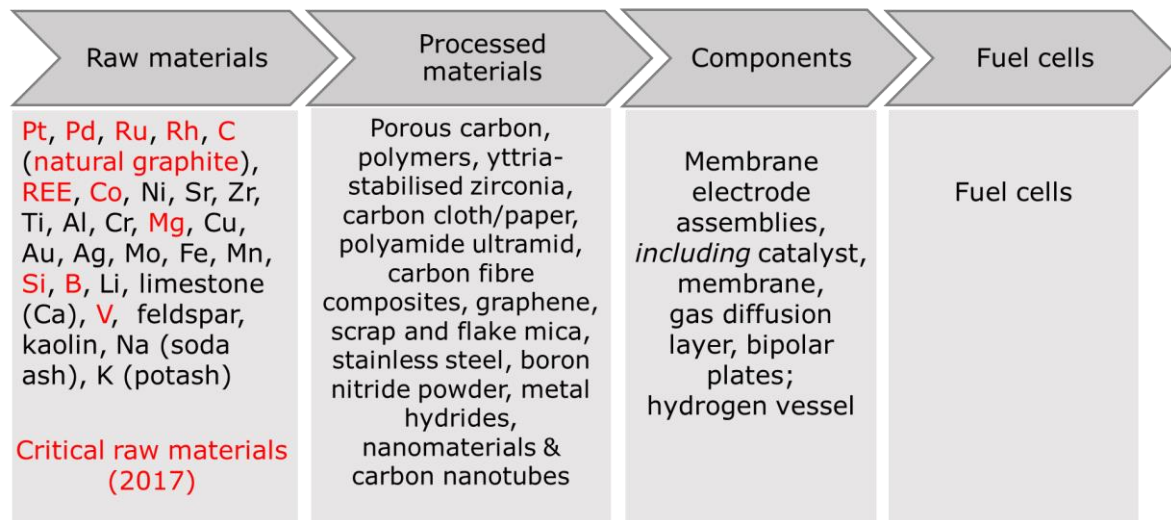 Raw materials
Processed
materials
Components
Fuel cells
Pt, Pd, Ru, Rh, C
(natural graphite),
REE, Co, Ni, Sr, Zr,
Ti, Al, Cr, Mg, Cu,
Au, Ag, Mo, Fe, Mn,
Si, B, Li, limestone
(Ca), V, feldspar,
kaolin, Na (soda
ash), K (potash)
Critical raw materials
(2017)
Porous carbon,
polymers, yttria-
stabilised zirconia,
carbon cloth/paper,
polyamide ultramid,
carbon fibre
composites, graphene,
scrap and flake mica,
stainless steel, boron
nitride powder, metal
hydrides,
nanomaterials &
carbon nanotubes
Membrane
electrode
assemblies,
including catalyst,
membrane,
gas diffusion
layer, bipolar
plates;
hydrogen vessel
Fuel cells